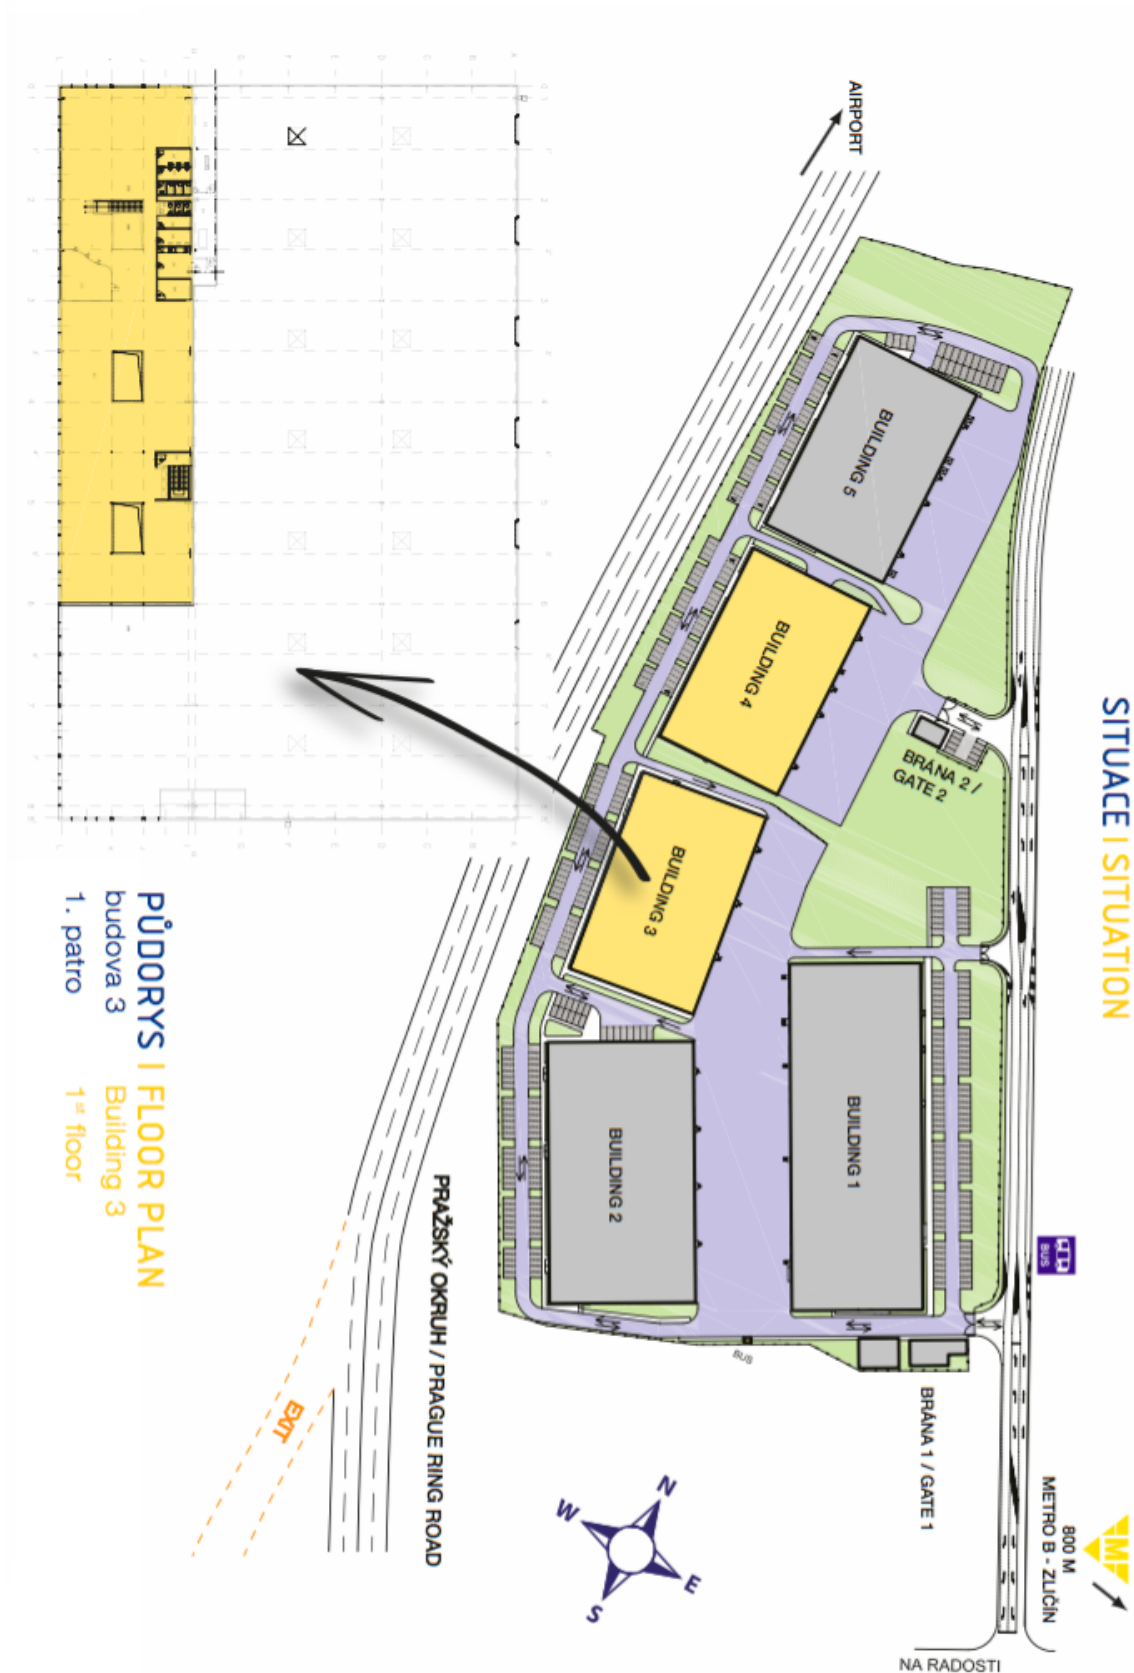 SITUACE | SITUATION
AIRPORT
BUILDING 5
BUILDING 4
BRÁNA 2 /
GATE 2
BUILDING 3
BUILDING 1
BUILDING 2
BUS
BUS
BRÁNA 1 / GATE 1
800 M
METRO B - ZLIČÍN
M
NA RADOSTI
PRAŽSKÝ OKRUH / PRAGUE RING ROAD
EXIT
N
E
S
W
PŮDORYS | FLOOR PLAN
budova 3 Building 3
1. patro 1st floor